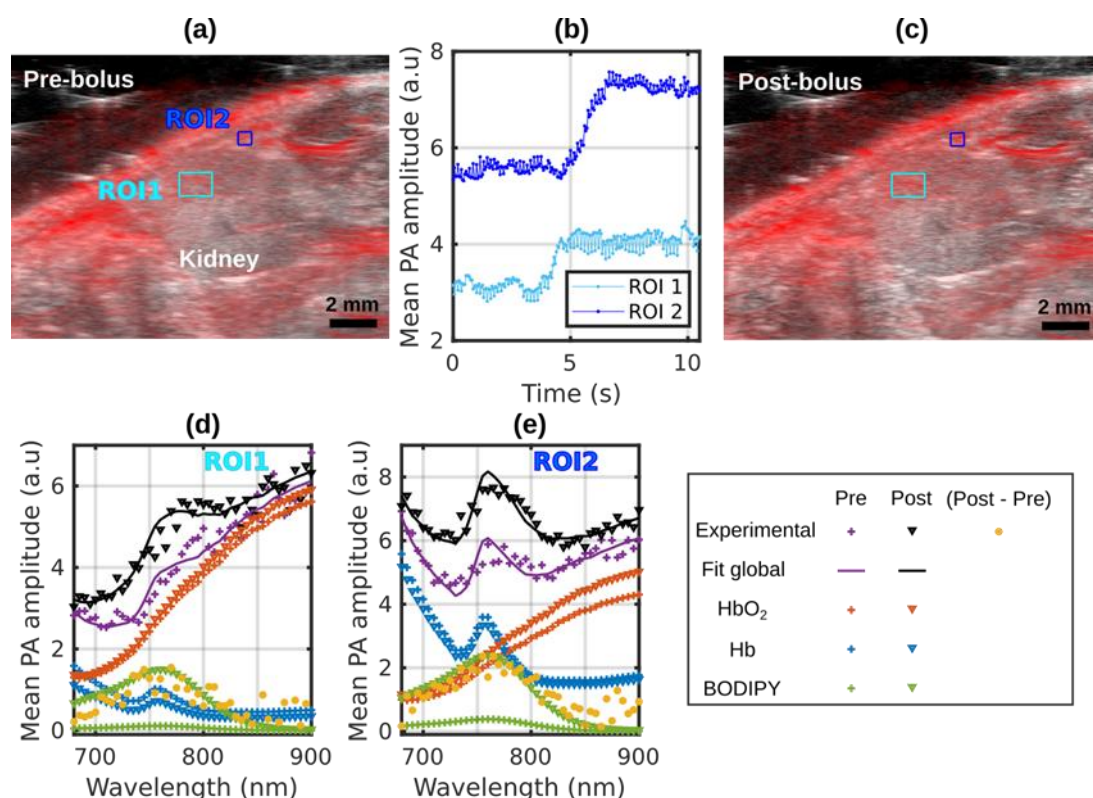 (a)
Pre-bolus
ROI2
ROI1
Kidney
2 mm
(b)
Mean PA amplitude (a.u)
8
6
4
2
0 5 10
Time (s)
ROI 1
ROI 2
(c)
Post-bolus
2 mm
(d)
ROI1
Mean PA amplitude (a.u)
6
4
2
0
700 800 900
Wavelength (nm)
(e)
ROI2
Mean PA amplitude (a.u)
8
6
4
2
0
700 800 900
Wavelength (nm)
Pre Post (Post - Pre)
Experimental
Fit global
HbO₂
Hb
BODIPY